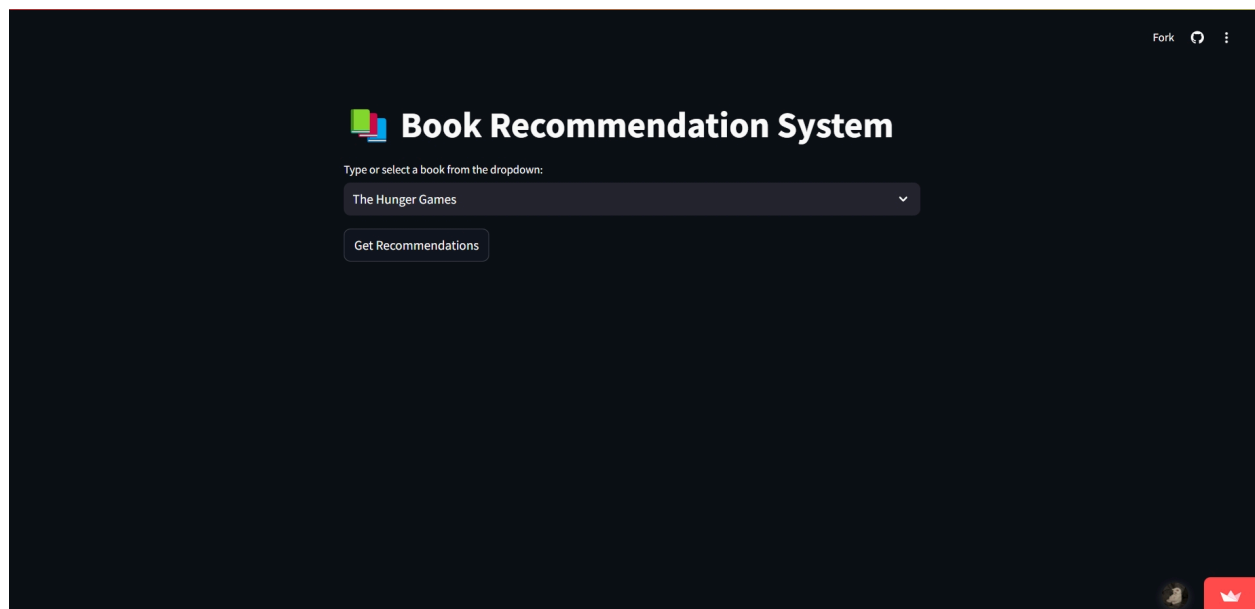 Fork
Book Recommendation System
Type or select a book from the dropdown:
The Hunger Games
Get Recommendations